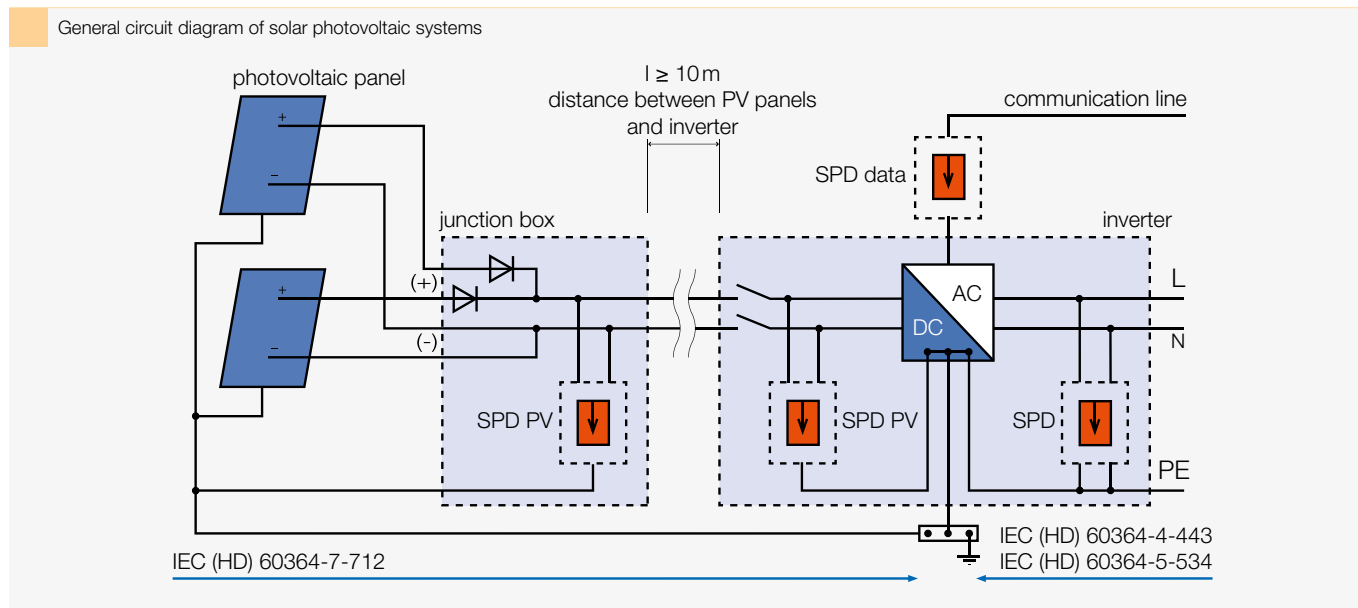 General circuit diagram of solar photovoltaic systems
photovoltaic panel
l ≥ 10 m
distance between PV panels
and inverter
communication line
SPD data
junction box
inverter
+
−
(+)
(-)
+
−
AC
DC
L
N
SPD PV
SPD PV
SPD
PE
IEC (HD) 60364-7-712
IEC (HD) 60364-4-443
IEC (HD) 60364-5-534